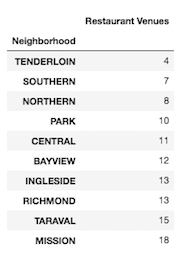 Restaurant Venues
Neighborhood
TENDERLOIN 4
SOUTHERN 7
NORTHERN 8
PARK 10
CENTRAL 11
BAYVIEW 12
INGLESIDE 13
RICHMOND 13
TARAVAL 15
MISSION 18